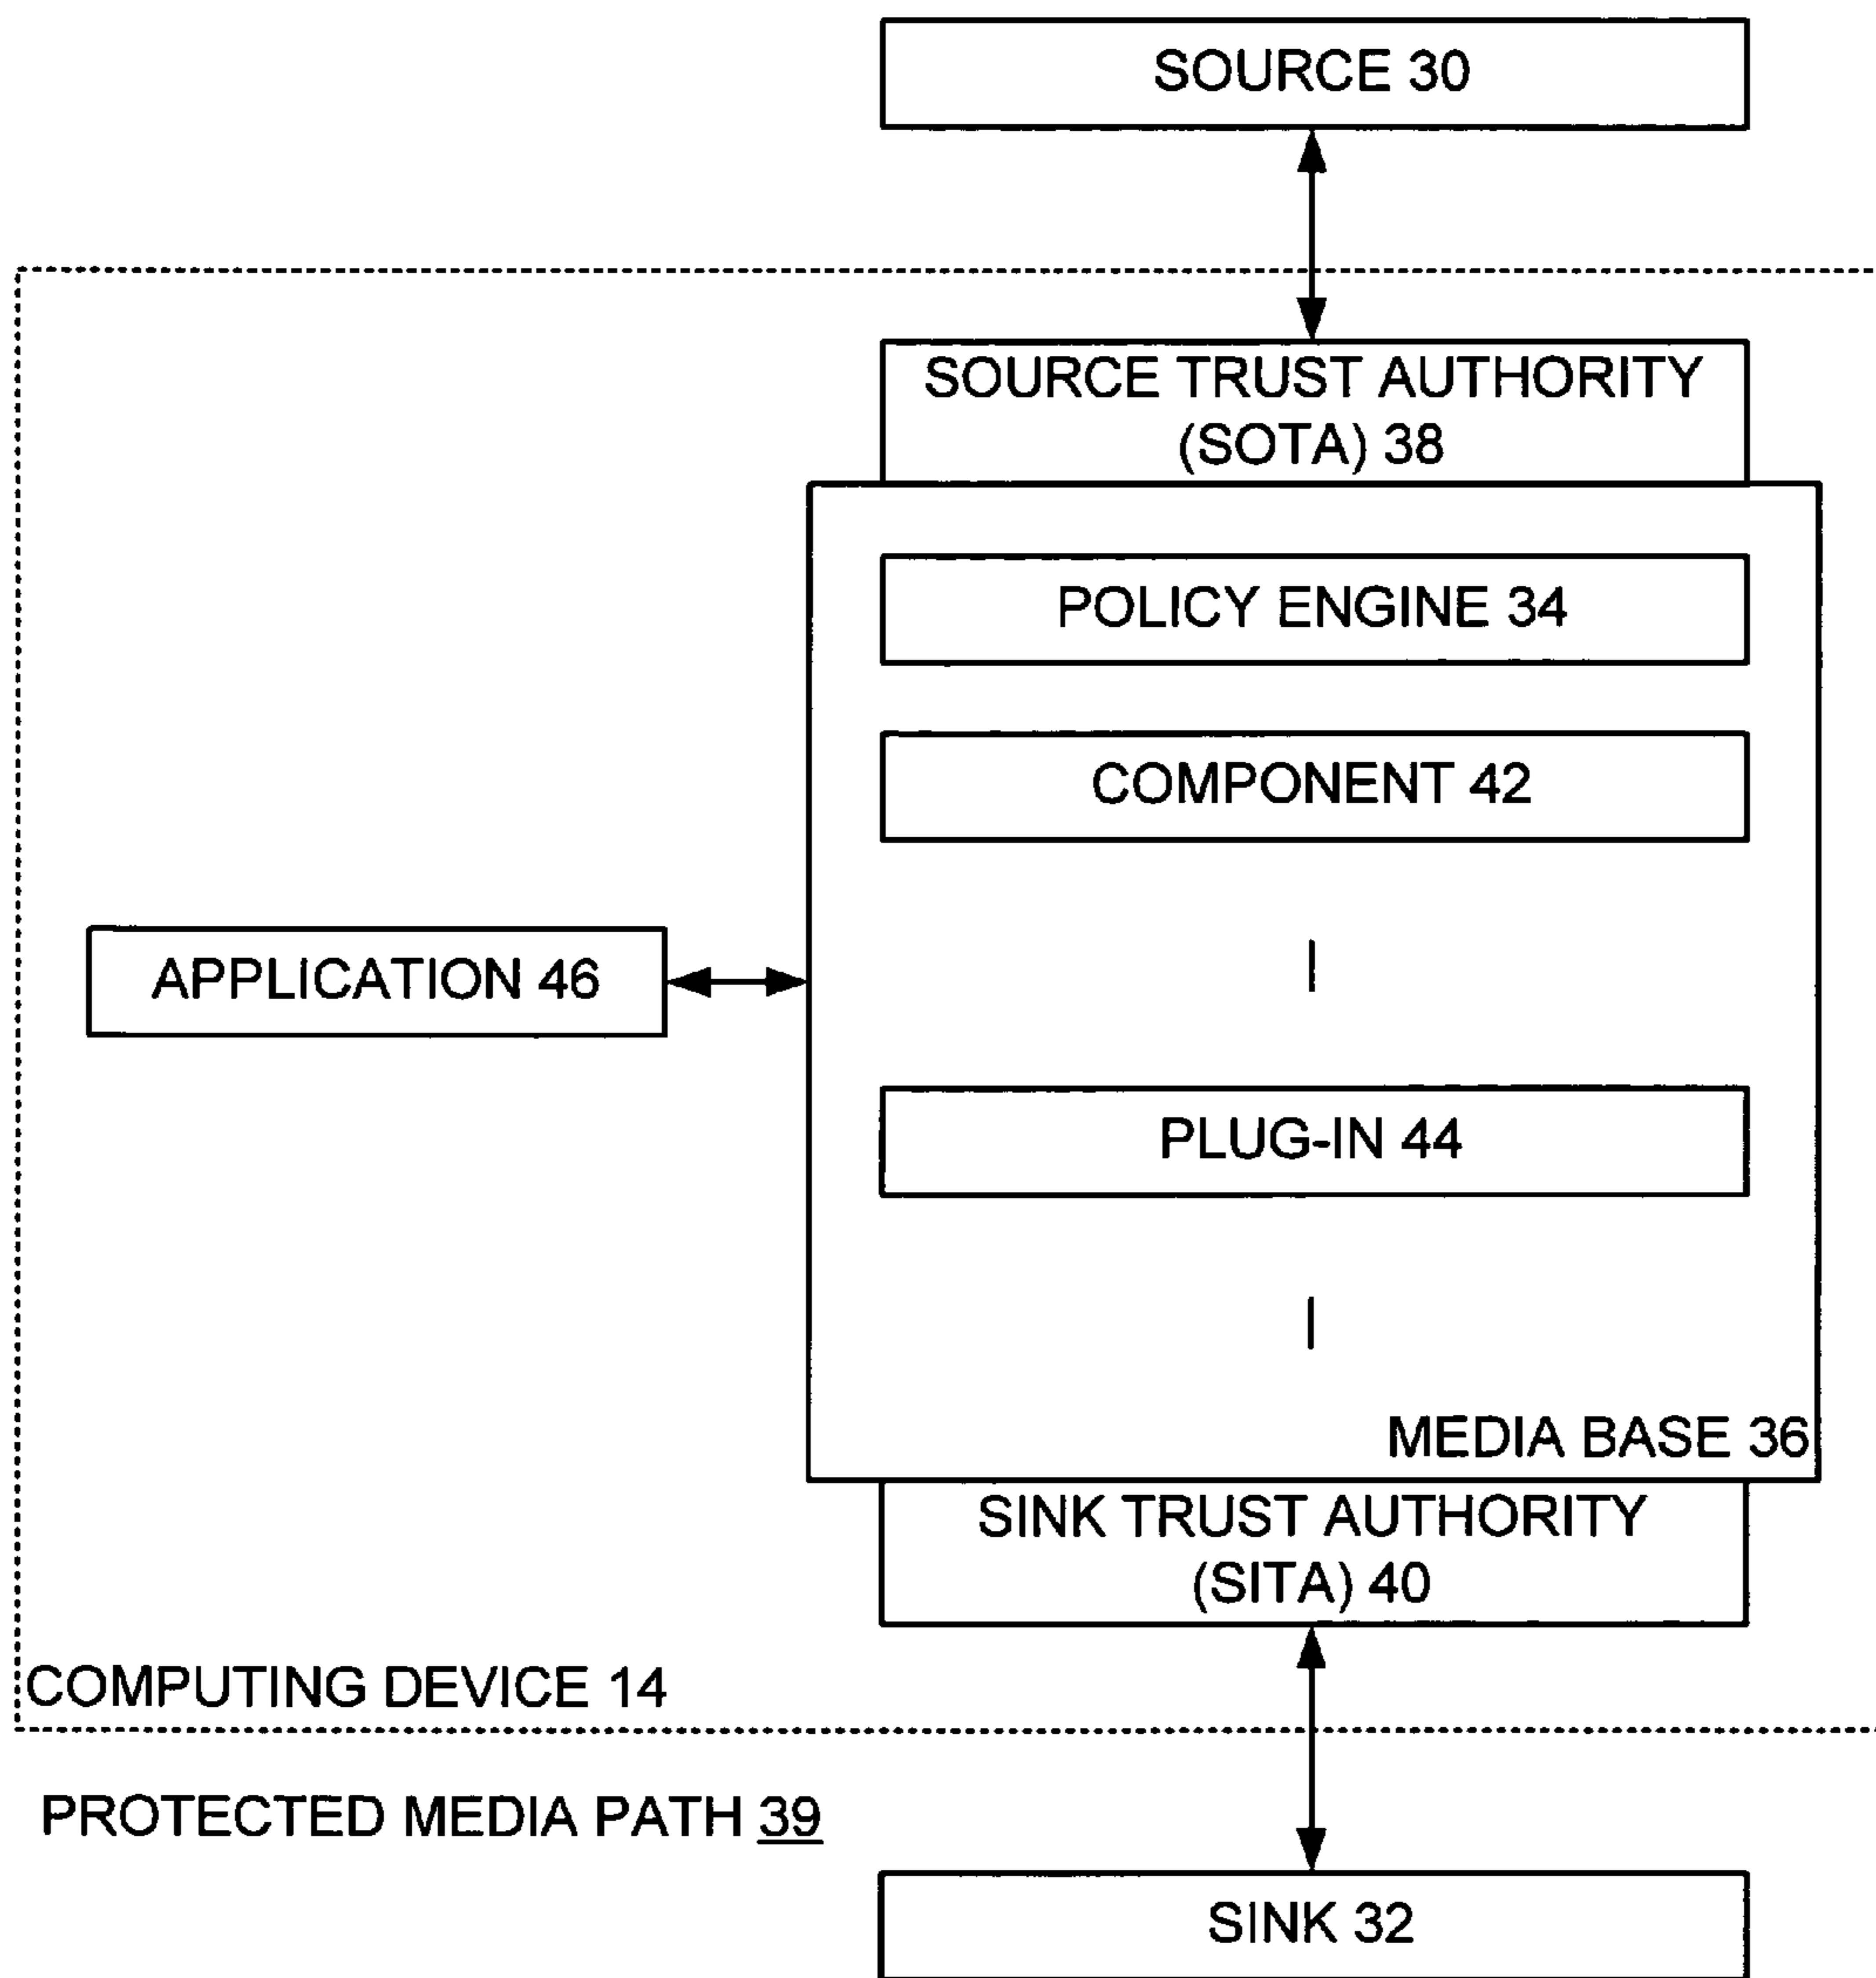 SOURCE 30
SOURCE TRUST AUTHORITY
(SOTA) 38
POLICY ENGINE 34
COMPONENT 42
APPLICATION 46
PLUG-IN 44
MEDIA BASE 36
SINK TRUST AUTHORITY
(SITA) 40
COMPUTING DEVICE 14
PROTECTED MEDIA PATH 39
SINK 32